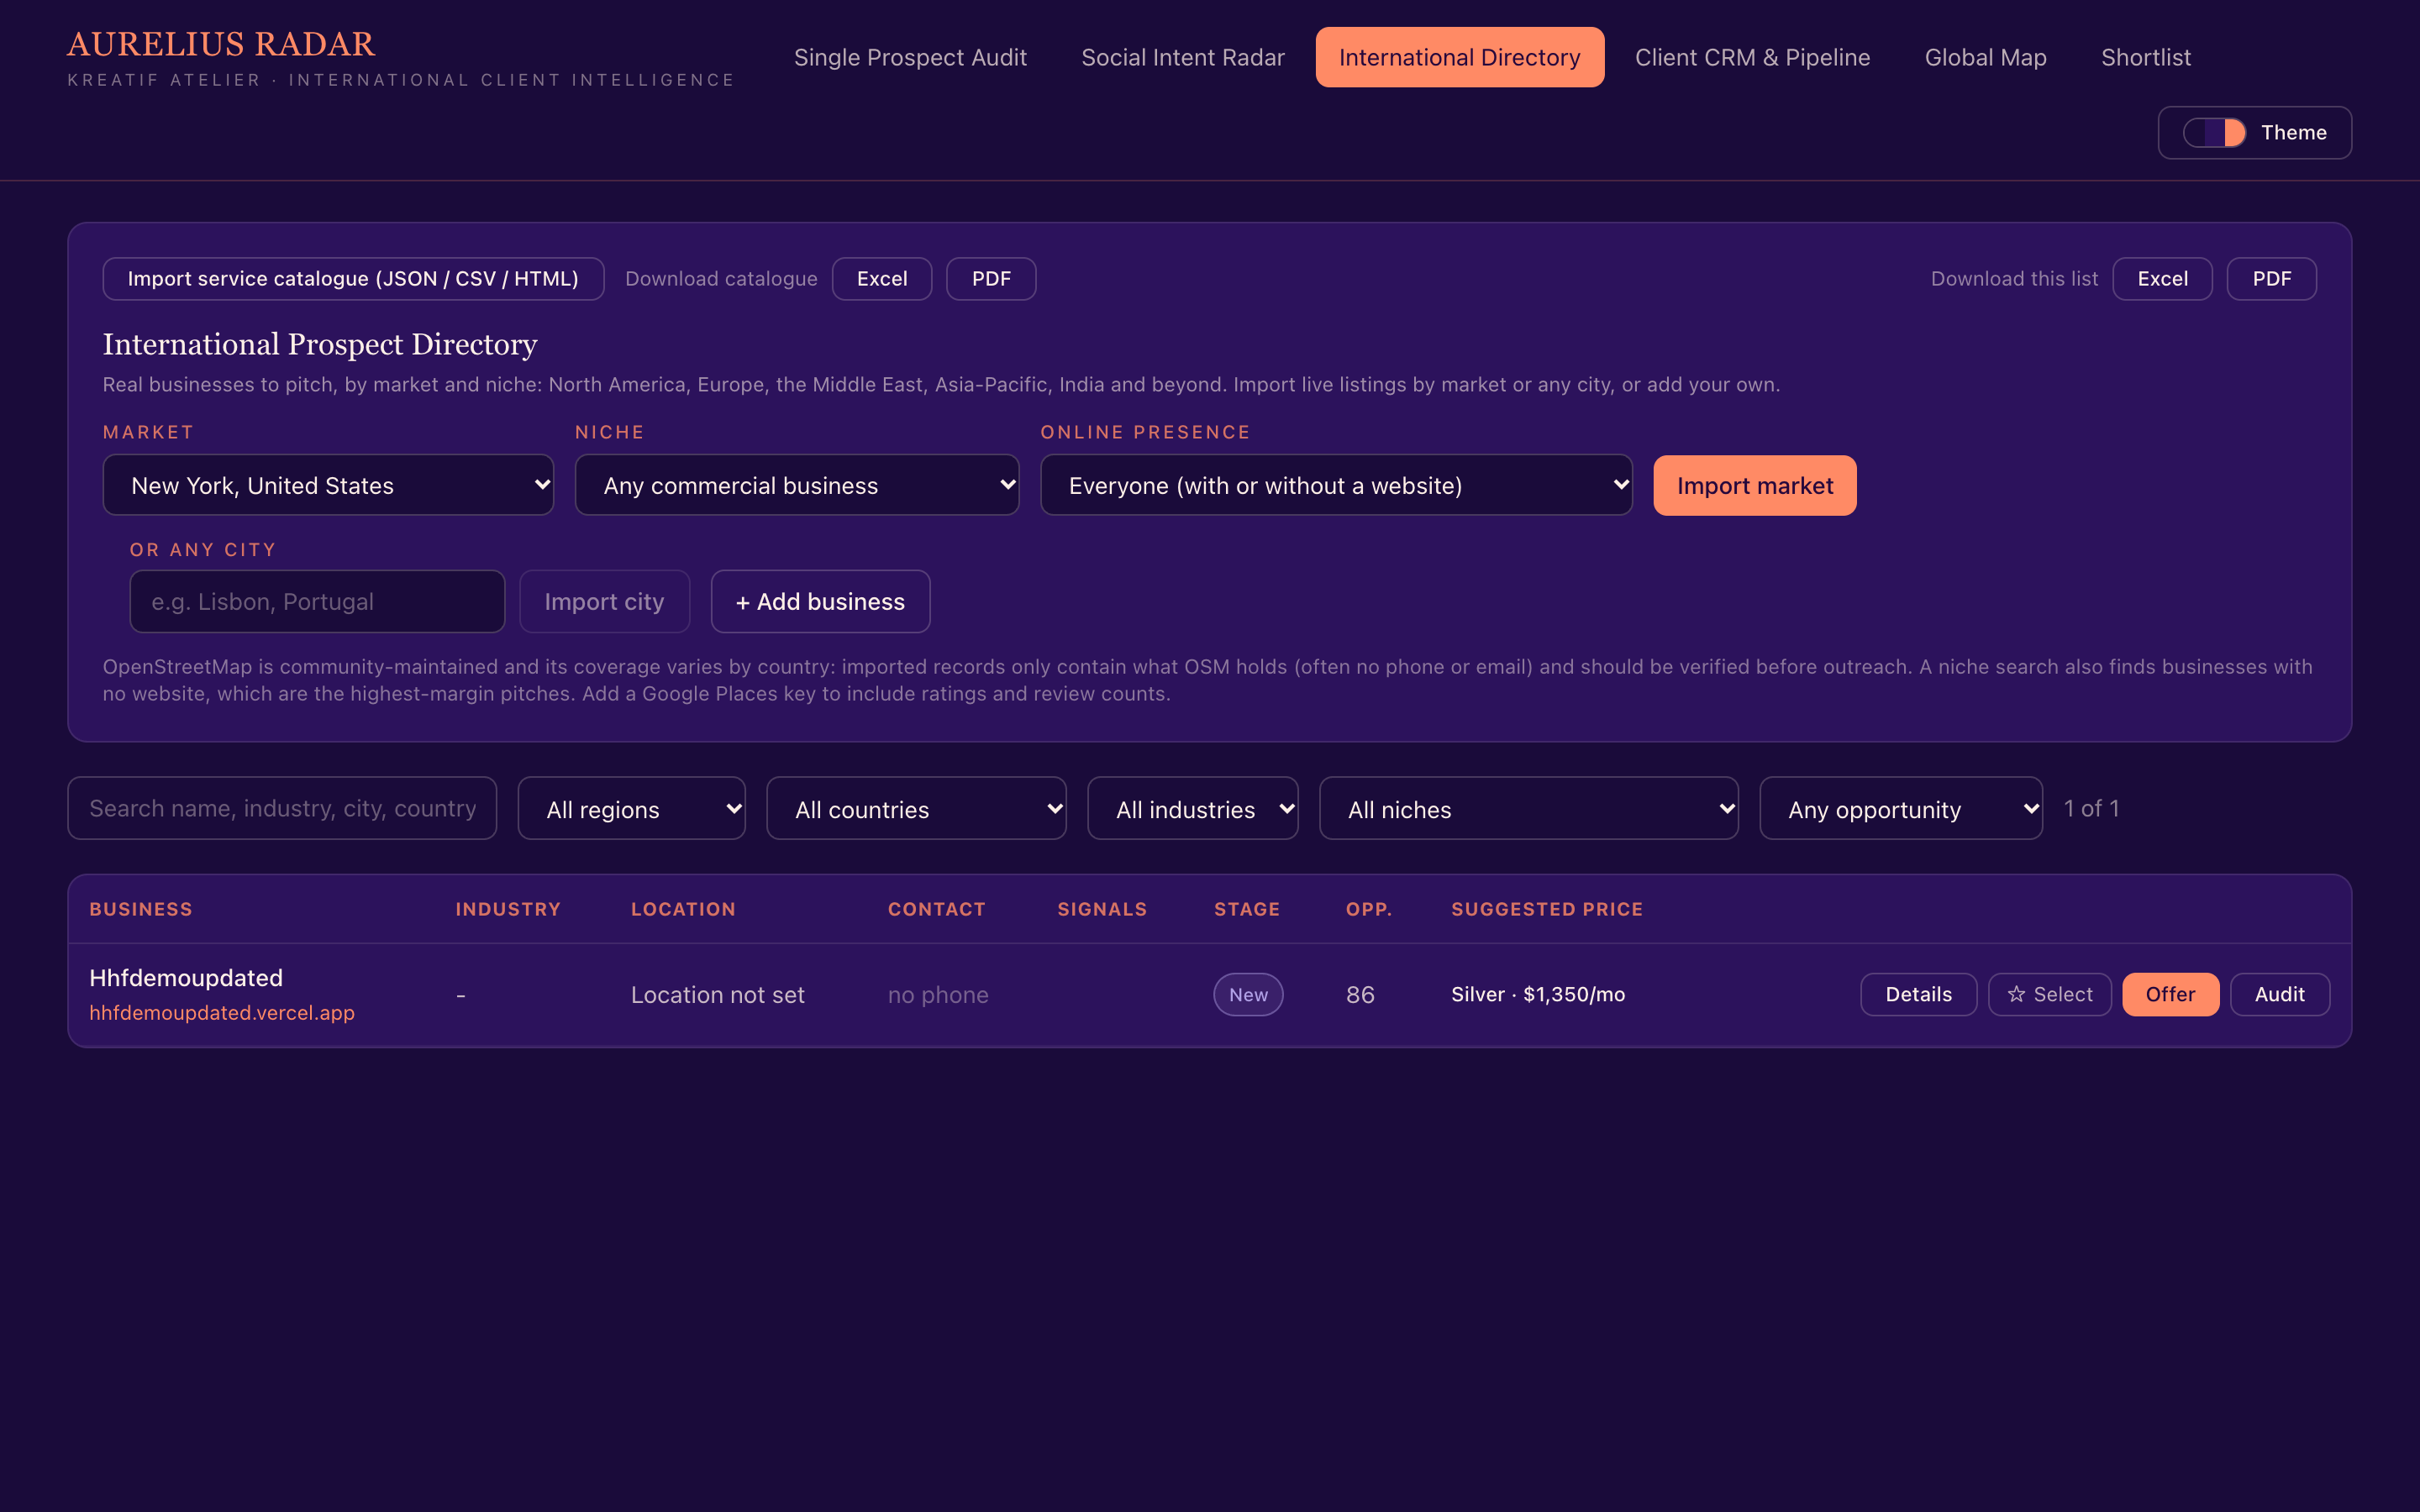 AURELIUS RADAR
KREATIF ATELIER · INTERNATIONAL CLIENT INTELLIGENCE
Single Prospect Audit
Social Intent Radar
International Directory
Client CRM & Pipeline
Global Map
Shortlist
Theme
Import service catalogue (JSON / CSV / HTML)
Download catalogue
Excel
PDF
Download this list
Excel
PDF
International Prospect Directory
Real businesses to pitch, by market and niche: North America, Europe, the Middle East, Asia-Pacific, India and beyond. Import live listings by market or any city, or add your own.
MARKET
NICHE
ONLINE PRESENCE
New York, United States
Any commercial business
Everyone (with or without a website)
Import market
OR ANY CITY
e.g. Lisbon, Portugal
Import city
+ Add business
OpenStreetMap is community-maintained and its coverage varies by country: imported records only contain what OSM holds (often no phone or email) and should be verified before outreach. A niche search also finds businesses with
no website, which are the highest-margin pitches. Add a Google Places key to include ratings and review counts.
Search name, industry, city, country
All regions
All countries
All industries
All niches
Any opportunity
1 of 1
BUSINESS
INDUSTRY
LOCATION
CONTACT
SIGNALS
STAGE
OPP.
SUGGESTED PRICE
Hhfdemoupdated
hhfdemoupdated.vercel.app
-
Location not set
no phone
New
86
Silver · $1,350/mo
Details
☆ Select
Offer
Audit